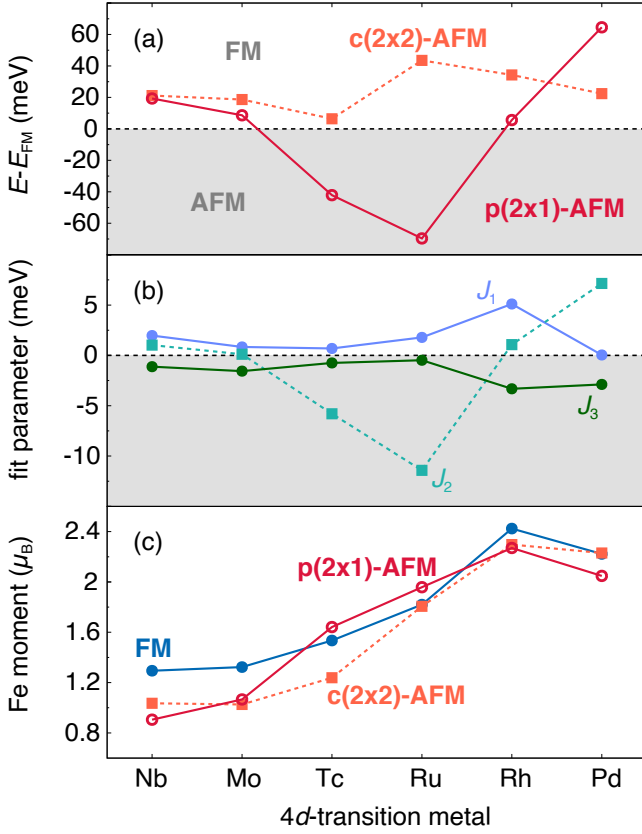 (a)
c(2x2)-AFM
FM
60
40
20
0
-20
-40
-60
E-E_FM (meV)
AFM
p(2x1)-AFM
(b)
J_1
5
0
-5
-10
fit parameter (meV)
J_3
J_2
(c)
2.4
2
1.6
1.2
0.8
Fe moment (μ_B)
p(2x1)-AFM
FM
c(2x2)-AFM
Nb Mo Tc Ru Rh Pd
4d-transition metal